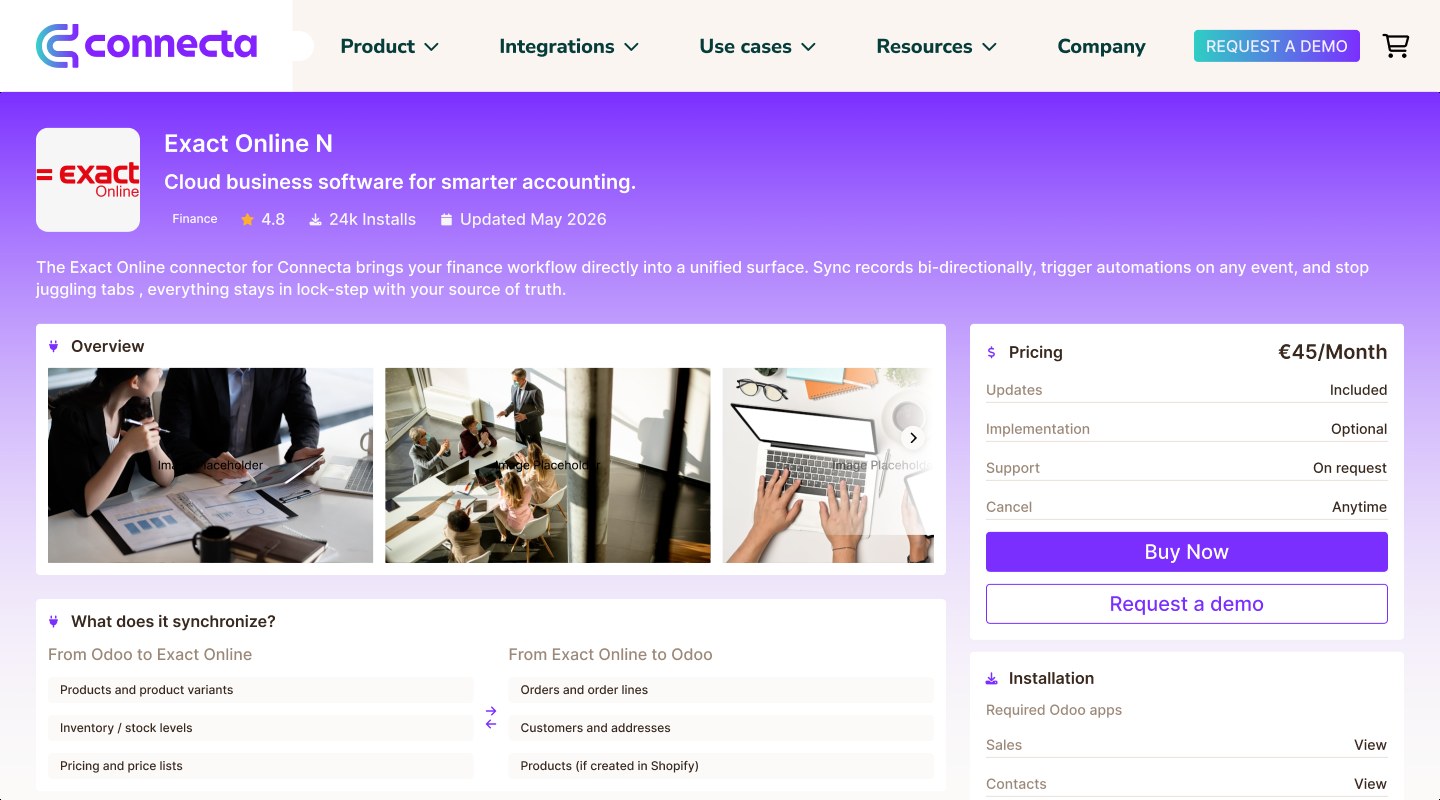 connecta
Product
Integrations
Use cases
Resources
Company
REQUEST A DEMO
= exact
Online
Exact Online N
Cloud business software for smarter accounting.
Finance
4.8
24k Installs
Updated May 2026
The Exact Online connector for Connecta brings your finance workflow directly into a unified surface. Sync records bi-directionally, trigger automations on any event, and stop
juggling tabs , everything stays in lock-step with your source of truth.
Overview
Image Placeholder
Image Placeholder
Image Placehold
What does it synchronize?
From Odoo to Exact Online
Products and product variants
Inventory / stock levels
Pricing and price lists
From Exact Online to Odoo
Orders and order lines
Customers and addresses
Products (if created in Shopify)
Pricing
€45/Month
Updates
Included
Implementation
Optional
Support
On request
Cancel
Anytime
Buy Now
Request a demo
Installation
Required Odoo apps
Sales
View
Contacts
View